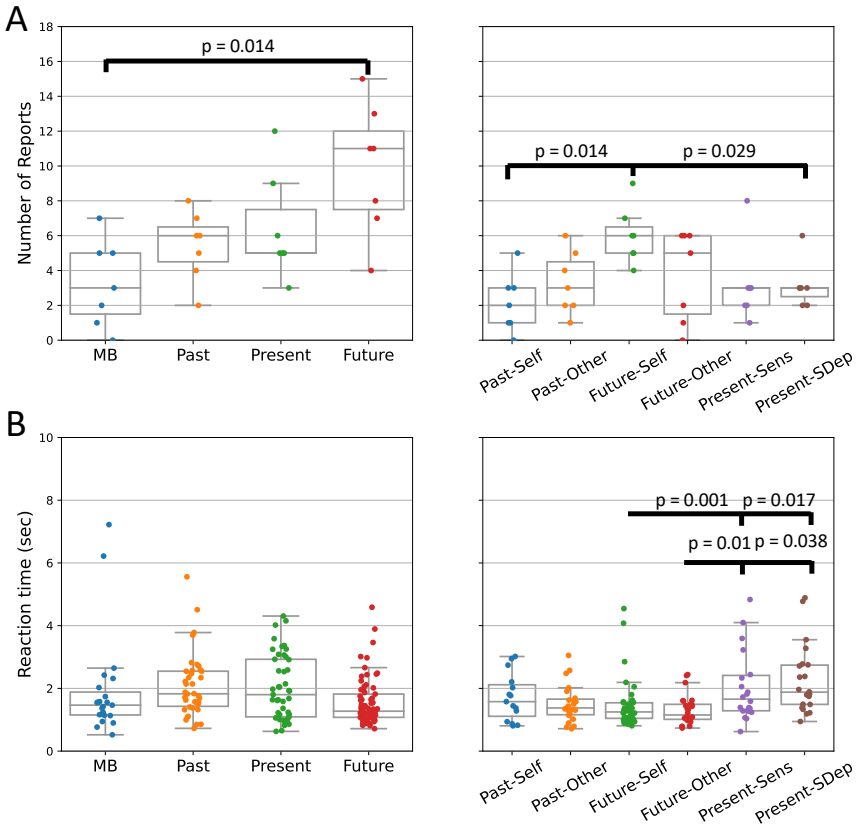 A
18
16
14
12
10
8
6
4
2
0
Number of Reports
p = 0.014
MB Past Present Future
p = 0.014 p = 0.029
Past-Self Past-Other Future-Self Future-Other Present-Sens Present-SDep
B
10
8
6
4
2
0
Reaction time (sec)
MB Past Present Future
p = 0.001 p = 0.017
p = 0.01 p = 0.038
Past-Self Past-Other Future-Self Future-Other Present-Sens Present-SDep